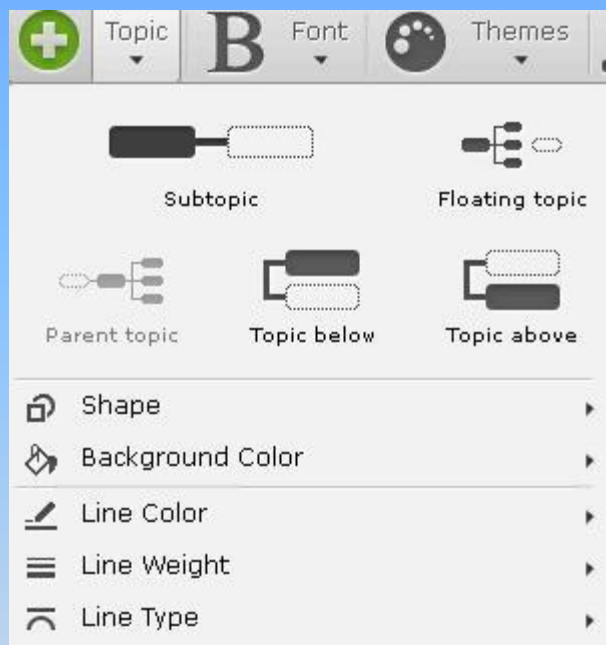 Topic B Font Themes
Subtopic Floating topic
Parent topic Topic below Topic above
Shape
Background Color
Line Color
Line Weight
Line Type